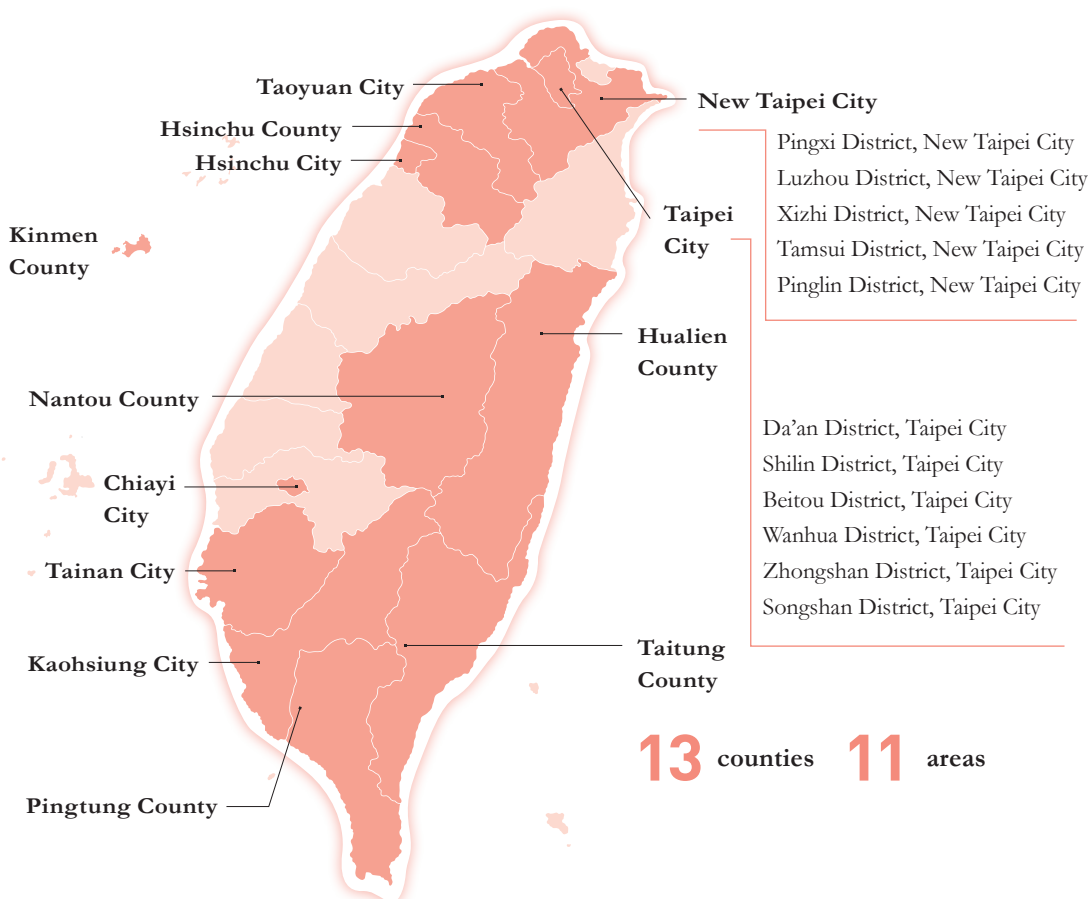 Taoyuan City
Hsinchu County
Hsinchu City
Kinmen
County
Nantou County
Chiayi
City
Tainan City
Kaohsiung City
Pingtung County
New Taipei City
Pingxi District, New Taipei City
Luzhou District, New Taipei City
Xizhi District, New Taipei City
Tamsui District, New Taipei City
Pinglin District, New Taipei City
Taipei
City
Hualien
County
Da’an District, Taipei City
Shilin District, Taipei City
Beitou District, Taipei City
Wanhua District, Taipei City
Zhongshan District, Taipei City
Songshan District, Taipei City
Taitung
County
13 counties 11 areas